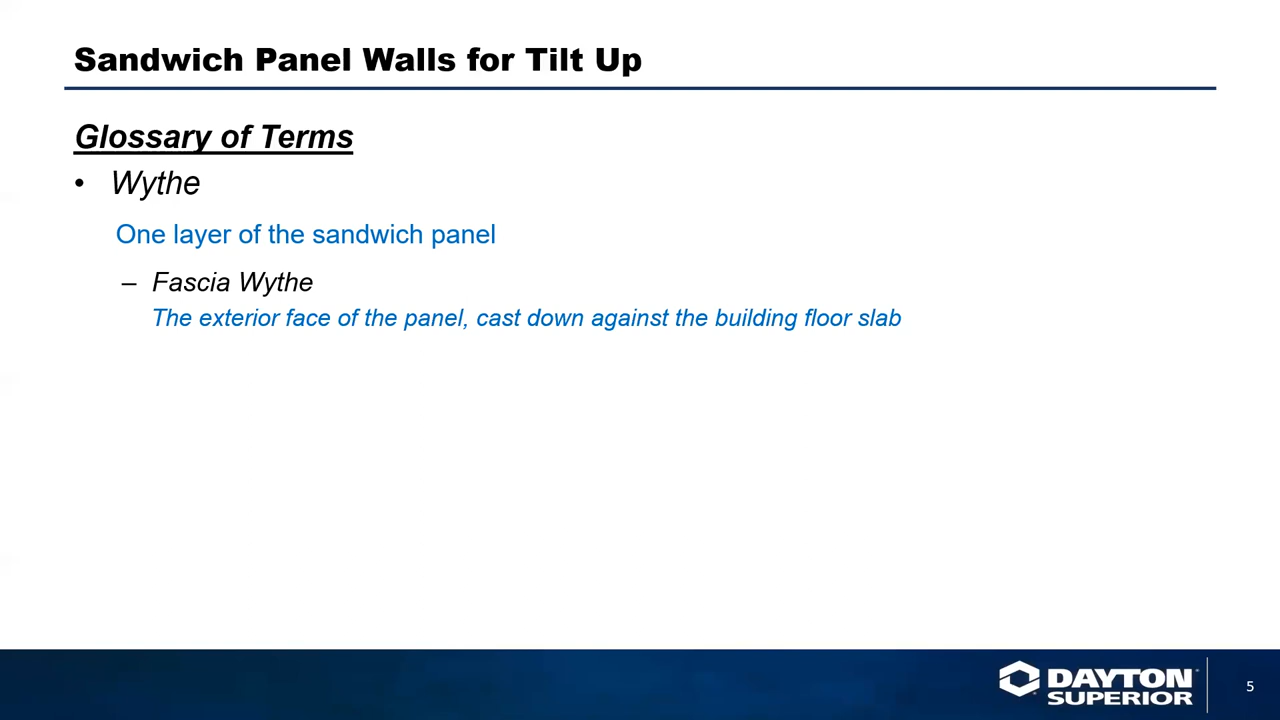 Sandwich Panel Walls for Tilt Up
Glossary of Terms
• Wythe
One layer of the sandwich panel
– Fascia Wythe
The exterior face of the panel, cast down against the building floor slab
DAYTON
SUPERIOR
5